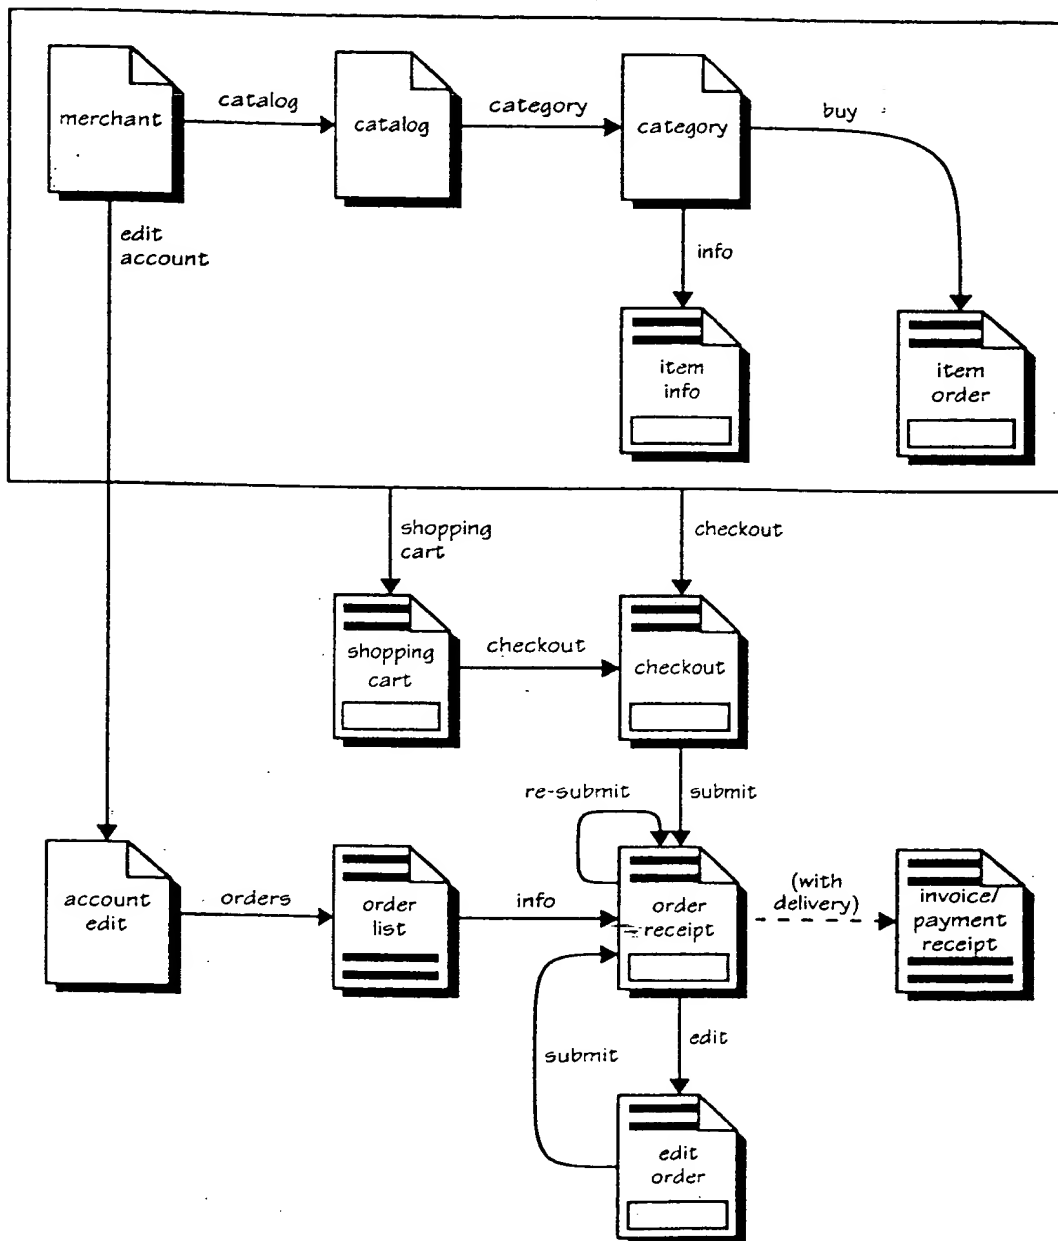 merchant
catalog
catalog
category
category
buy
edit
account
info
item
info
item
order
shopping
cart
checkout
shopping
cart
checkout
checkout
re-submit
submit
account
edit
orders
order
list
info
order
receipt
(with
delivery)
invoice/
payment
receipt
submit
edit
edit
order